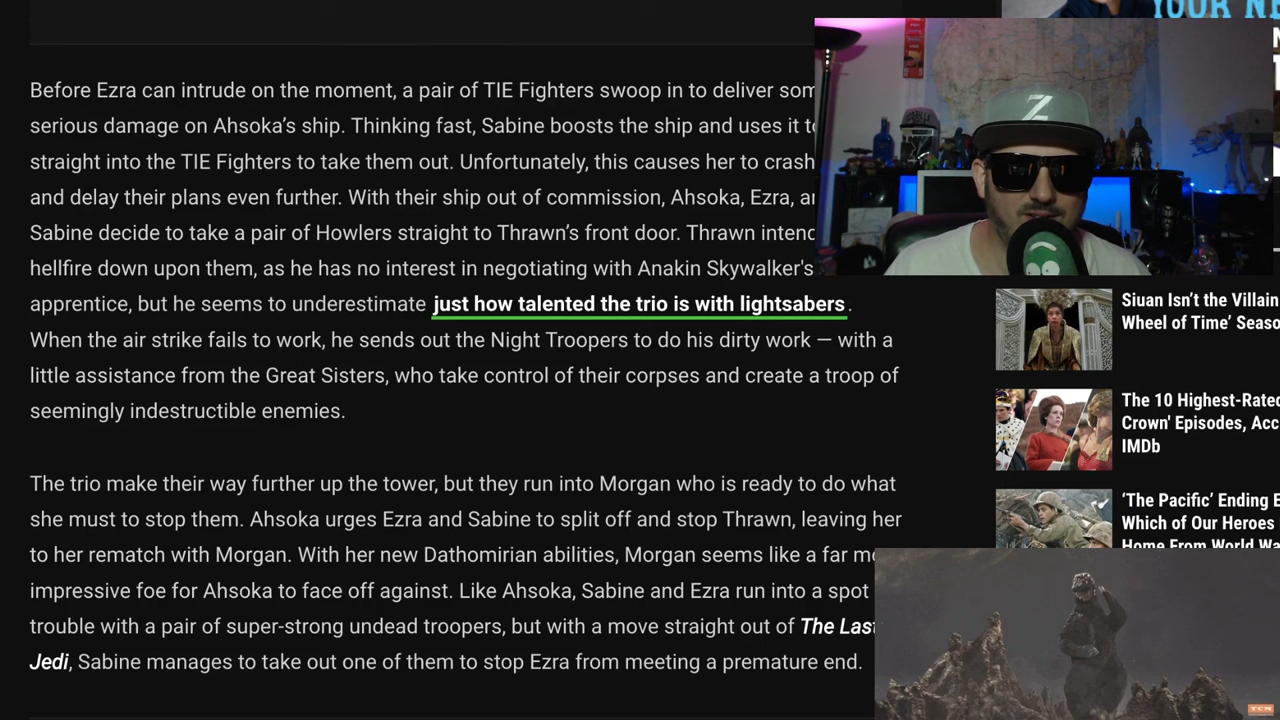 YOUR NE
Before Ezra can intrude on the moment, a pair of TIE Fighters swoop in to deliver som
serious damage on Ahsoka's ship. Thinking fast, Sabine boosts the ship and uses it to
straight into the TIE Fighters to take them out. Unfortunately, this causes her to crash
and delay their plans even further. With their ship out of commission, Ahsoka, Ezra, an
Sabine decide to take a pair of Howlers straight to Thrawn's front door. Thrawn intend
hellfire down upon them, as he has no interest in negotiating with Anakin Skywalker's
apprentice, but he seems to underestimate just how talented the trio is with lightsabers.
When the air strike fails to work, he sends out the Night Troopers to do his dirty work — with a
little assistance from the Great Sisters, who take control of their corpses and create a troop of
seemingly indestructible enemies.
The trio make their way further up the tower, but they run into Morgan who is ready to do what
she must to stop them. Ahsoka urges Ezra and Sabine to split off and stop Thrawn, leaving her
to her rematch with Morgan. With her new Dathomirian abilities, Morgan seems like a far mo
impressive foe for Ahsoka to face off against. Like Ahsoka, Sabine and Ezra run into a spot
trouble with a pair of super-strong undead troopers, but with a move straight out of The Last
Jedi, Sabine manages to take out one of them to stop Ezra from meeting a premature end.
Z
Siuan Isn't the Villain
Wheel of Time' Seaso
The 10 Highest-Rated
Crown' Episodes, Acc
IMDb
'The Pacific' Ending E
Which of Our Heroes
Home From World Wa
TCM